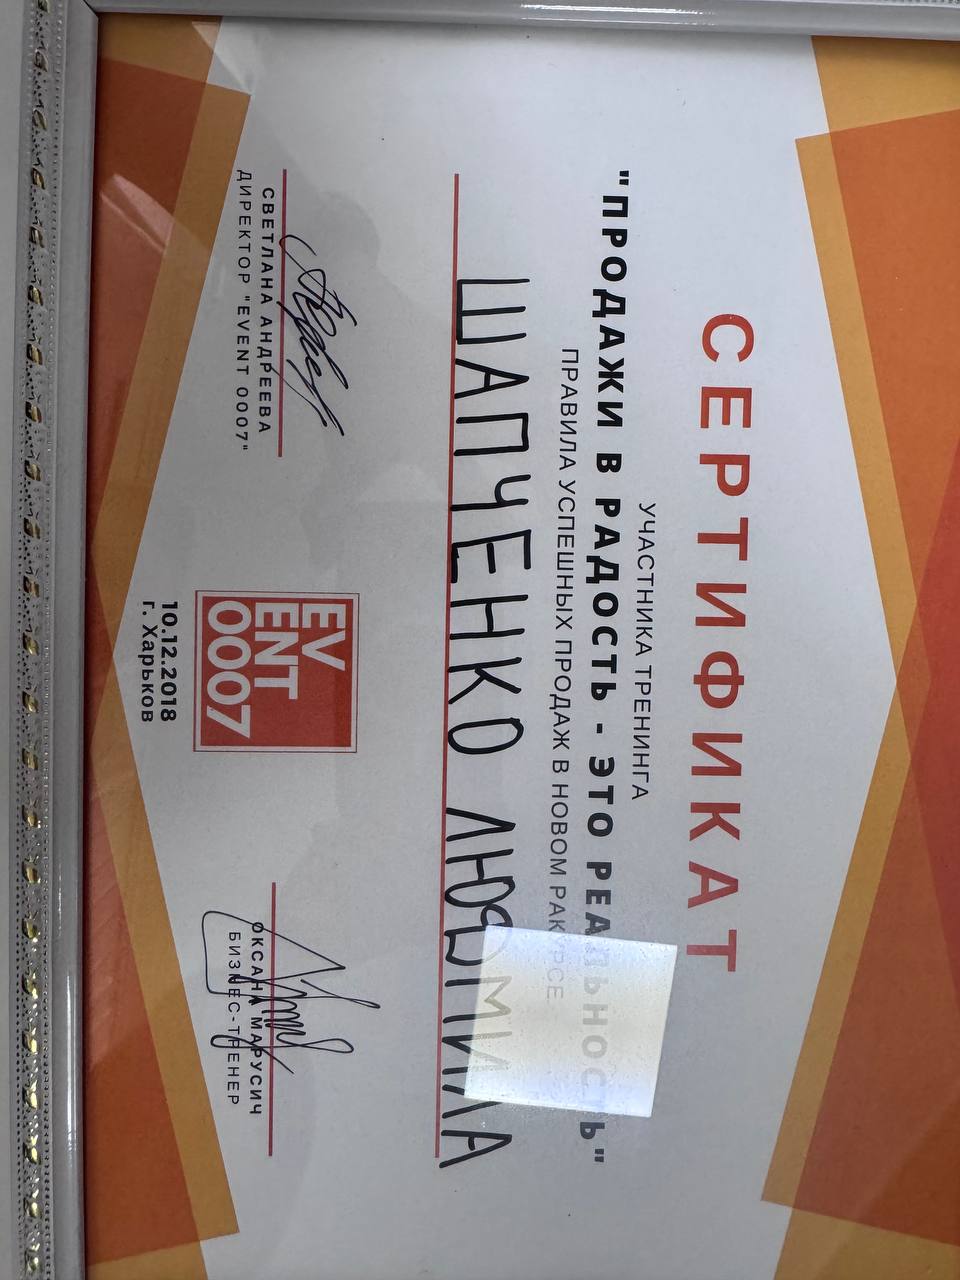 СЕРТИФИКАТ
УЧАСТНИКА ТРЕНИНГА
"ПРОДАЖИ В РАДОСТЬ - ЭТО РЕАЛЬНОСТЬ"
ПРАВИЛА УСПЕШНЫХ ПРОДАЖ В НОВОМ РАКУРСЕ
ШАПЧЕНКО ЛЮДМИЛА
СВЕТЛАНА АНДРЕЕВА
ДИРЕКТОР "EVENT 0007"
EV
ENT
0007
10.12.2018
г. Харьков
ОКСАНА МАРУСИЧ
БИЗНЕС-ТРЕНЕР